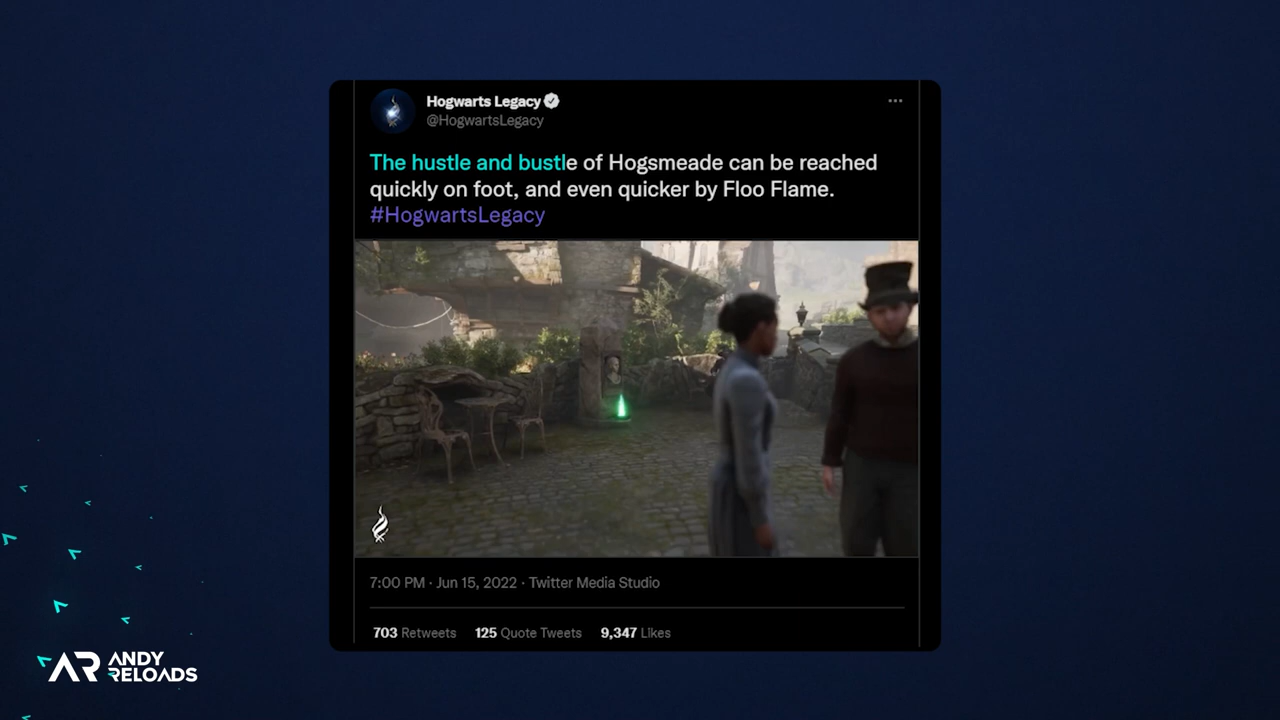 Hogwarts Legacy
@HogwartsLegacy
The hustle and bustle of Hogsmeade can be reached
quickly on foot, and even quicker by Floo Flame.
#HogwartsLegacy
7:00 PM · Jun 15, 2022 · Twitter Media Studio
703 Retweets 125 Quote Tweets 9,347 Likes
AR ANDY
RELOADS